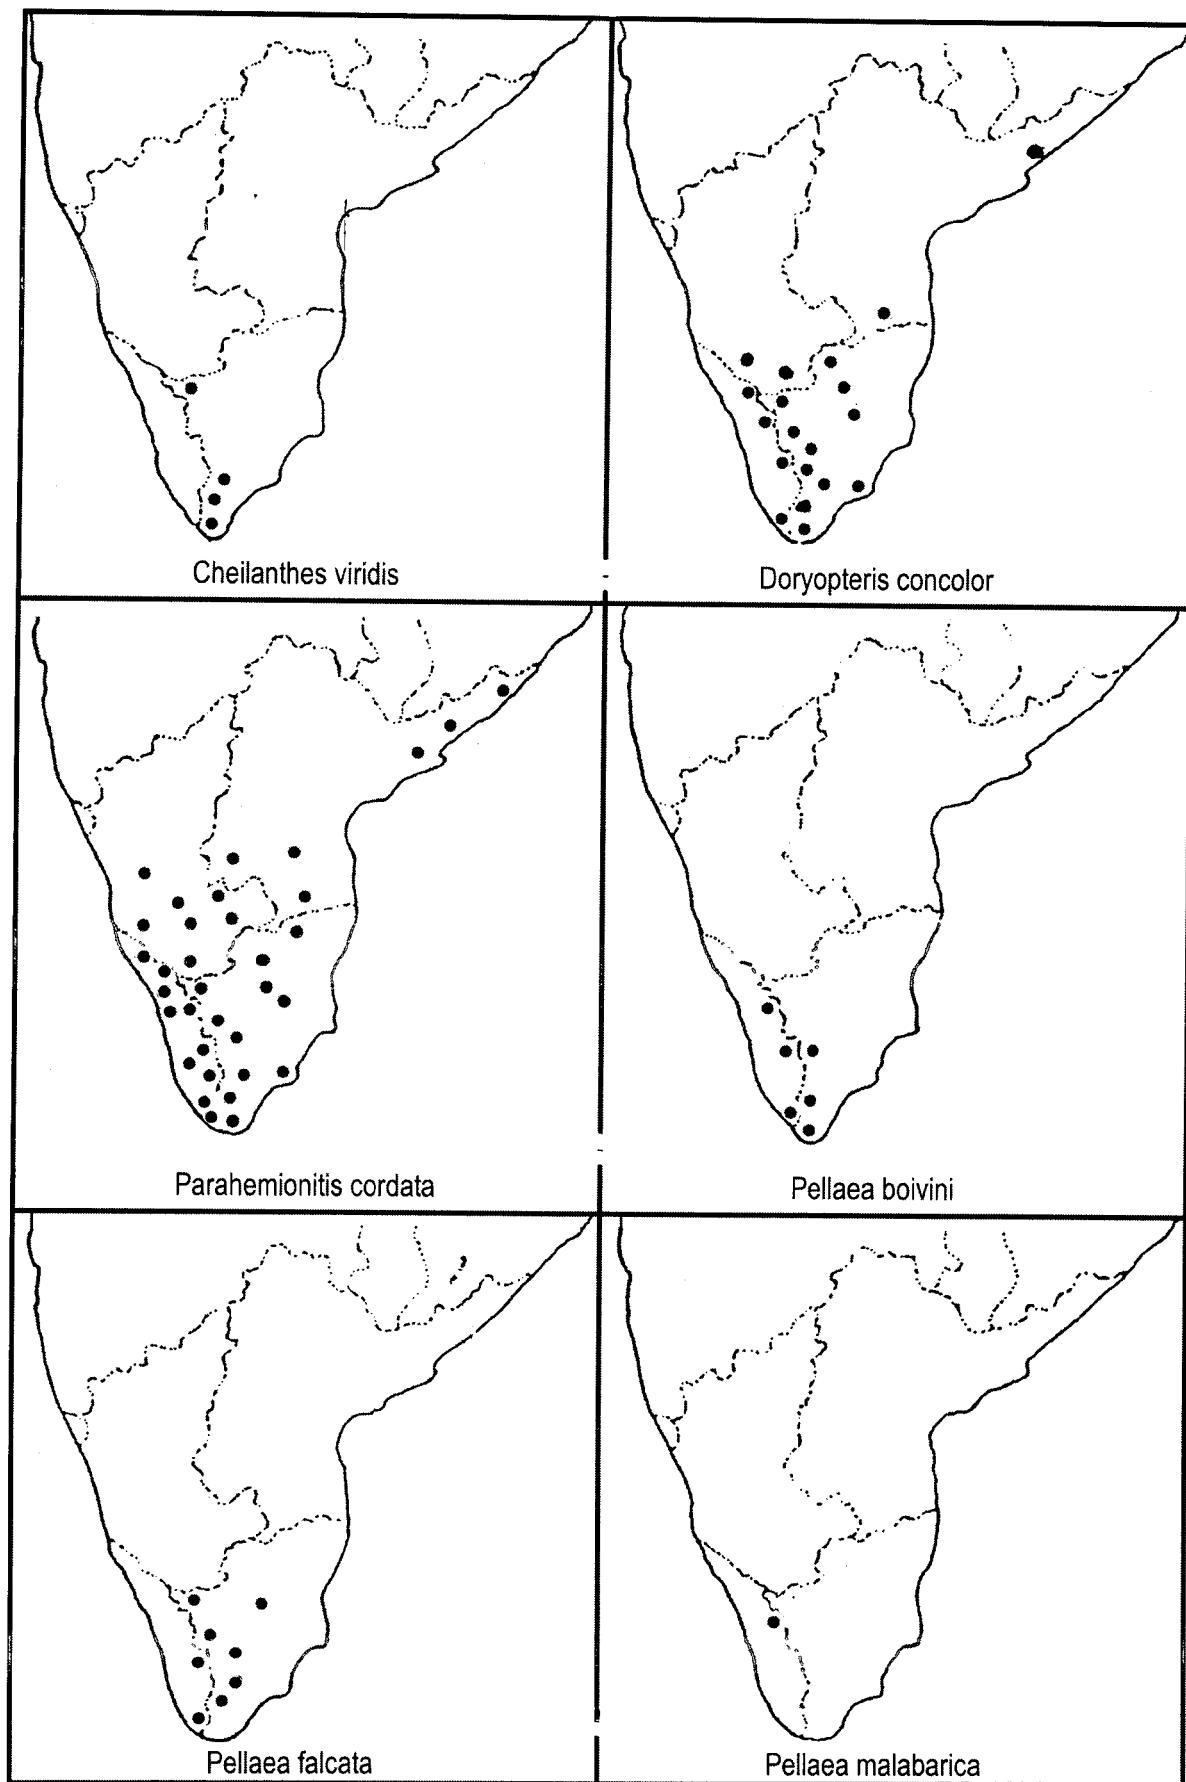 Cheilanthes viridis
Doryopteris concolor
Parahemionitis cordata
Pellaea boivini
Pellaea falcata
Pellaea malabarica